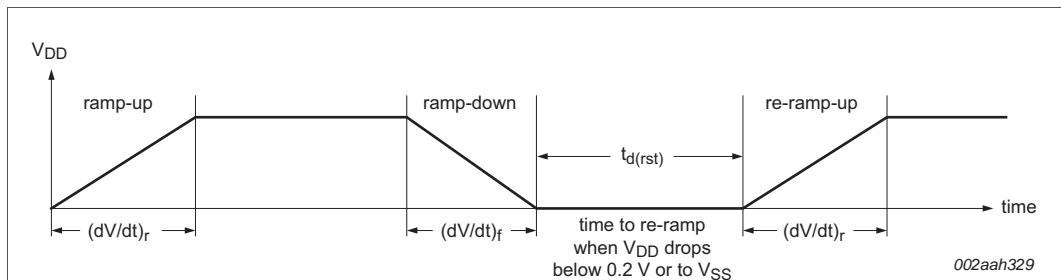 VDD
ramp-up
ramp-down
re-ramp-up
td(rst)
time
(dV/dt)r
(dV/dt)f
time to re-ramp
when VDD drops
below 0.2 V or to VSS
(dV/dt)r
002aah329